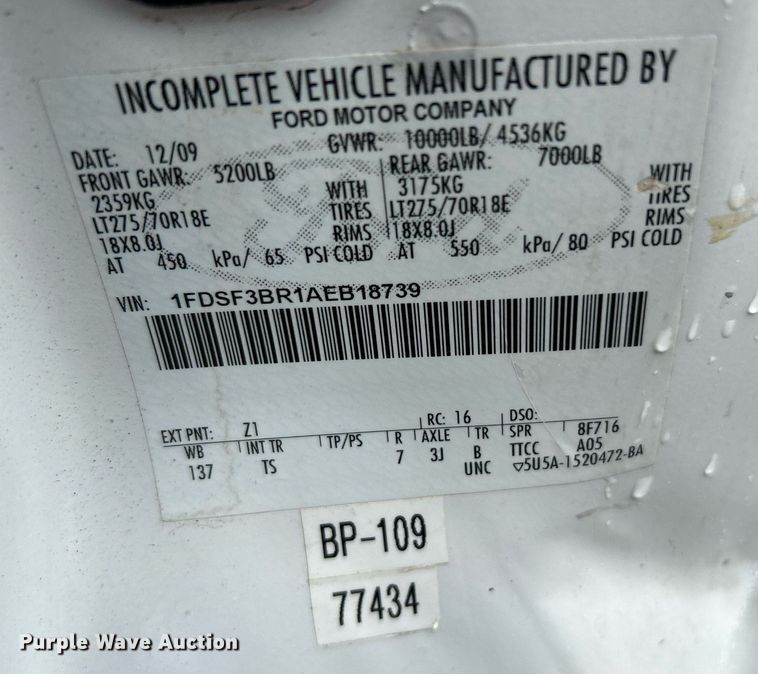 INCOMPLETE VEHICLE MANUFACTURED BY
FORD MOTOR COMPANY
DATE: 12/09 GVWR: 10000LB/ 4536KG
FRONT GAWR: 5200LB REAR GAWR: 7000LB
2359KG WITH 3175KG WITH
LT275/70R18E TIRES LT275/70R18E TIRES
18X8.0J RIMS 18X8.0J RIMS
AT 450 kPa/ 65 PSI COLD AT 550 kPa/ 80 PSI COLD
VIN: 1FDSF3BR1AEB18739
EXT PNT: Z1 RC: 16 DSO:
WB INT TR TP/PS R AXLE TR SPR 8F716
137 TS 7 3J B TTCC A05
UNC ▽5U5A-1520472-BA
BP-109
77434
Purple Wave Auction